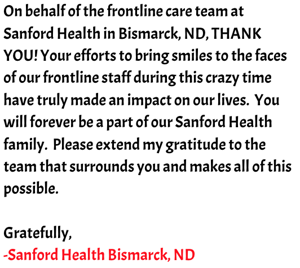 On behalf of the frontline care team at
Sanford Health in Bismarck, ND, THANK
YOU! Your efforts to bring smiles to the faces
of our frontline staff during this crazy time
have truly made an impact on our lives.  You
will forever be a part of our Sanford Health
family.  Please extend my gratitude to the
team that surrounds you and makes all of this
possible.

Gratefully,
-Sanford Health Bismarck, ND